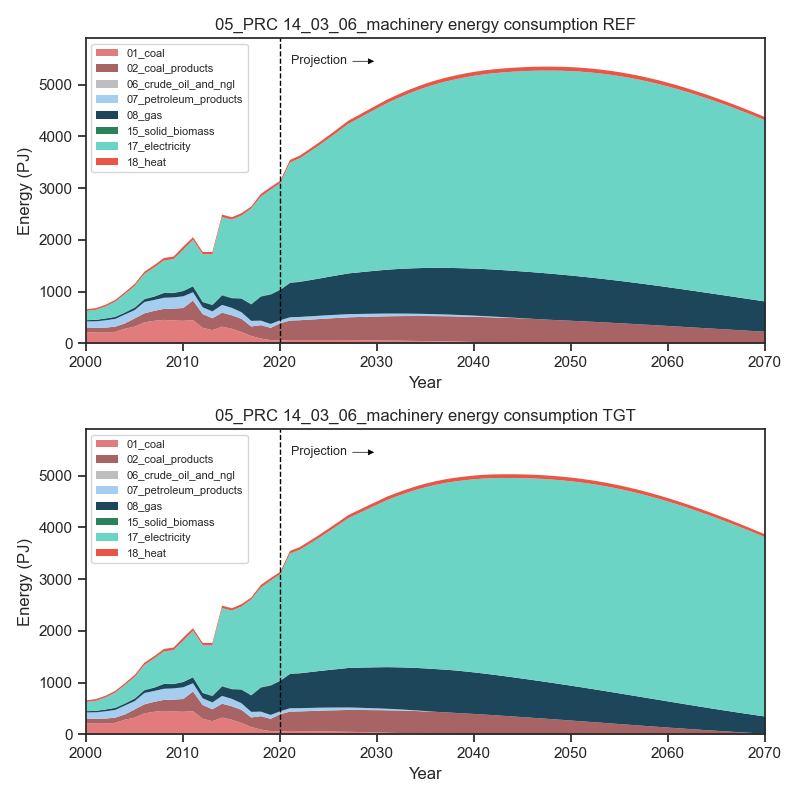 05_PRC 14_03_06_machinery energy consumption REF
Energy (PJ)
5000
4000
3000
2000
1000
0
01_coal
02_coal_products
06_crude_oil_and_ngl
07_petroleum_products
08_gas
15_solid_biomass
17_electricity
18_heat
Projection
2000 2010 2020 2030 2040 2050 2060 2070
Year
05_PRC 14_03_06_machinery energy consumption TGT
Energy (PJ)
5000
4000
3000
2000
1000
0
01_coal
02_coal_products
06_crude_oil_and_ngl
07_petroleum_products
08_gas
15_solid_biomass
17_electricity
18_heat
Projection
2000 2010 2020 2030 2040 2050 2060 2070
Year